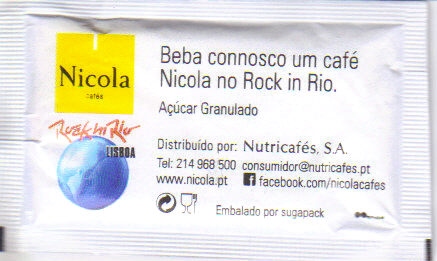 Nicola
cafés
Rock in Rio
LISBOA
Beba connosco um café
Nicola no Rock in Rio.
Açúcar Granulado
Distribuído por: Nutricafés, S.A.
Tel: 214 968 500 consumidor@nutricafes.pt
www.nicola.pt facebook.com/nicolacafes
Embalado por sugapack